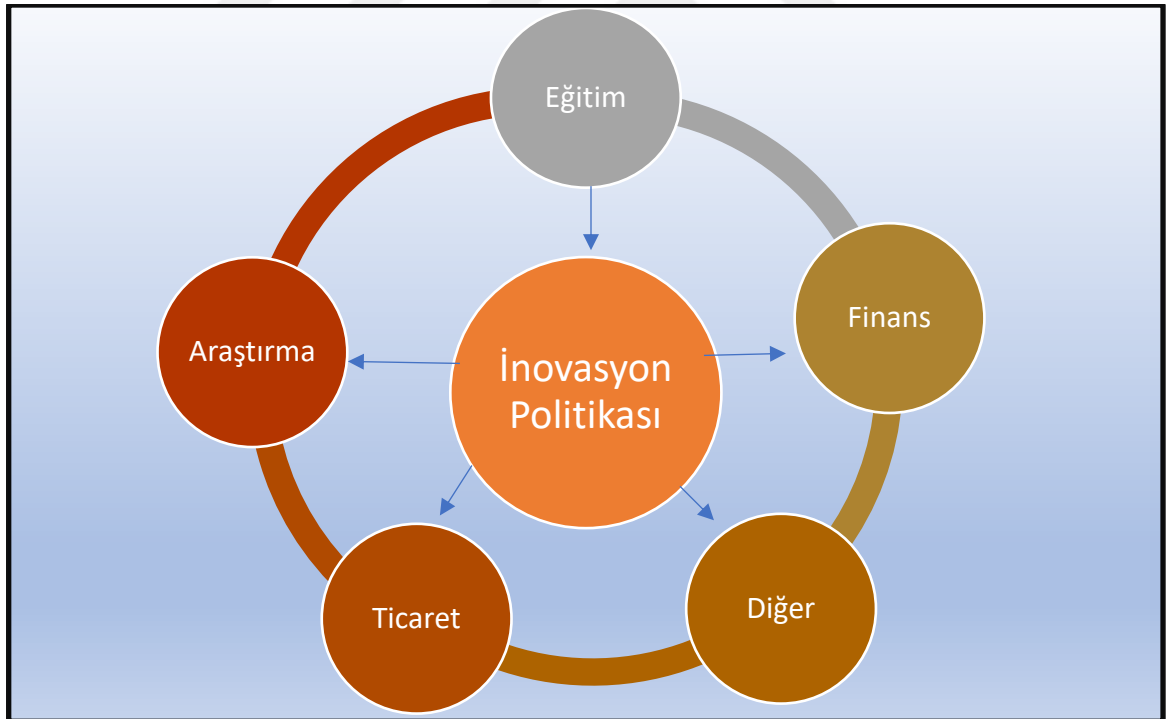 Eğitim
Finans
Araştırma
İnovasyon
Politikası
Ticaret
Diğer